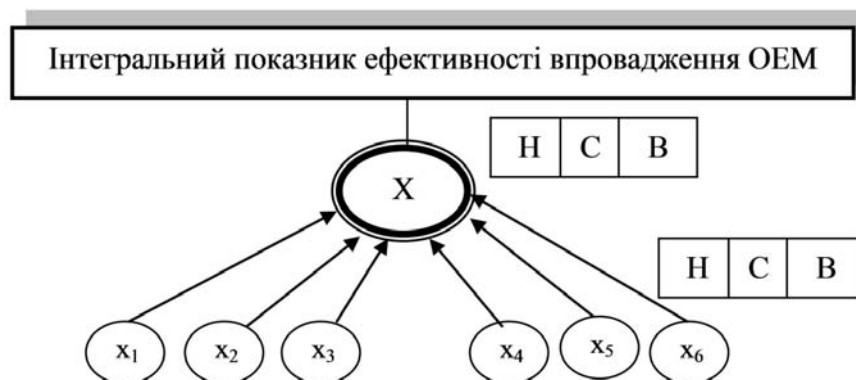 Інтегральний показник ефективності впровадження ОЕМ
Н С В
X
Н С В
x₁ x₂ x₃ x₄ x₅ x₆